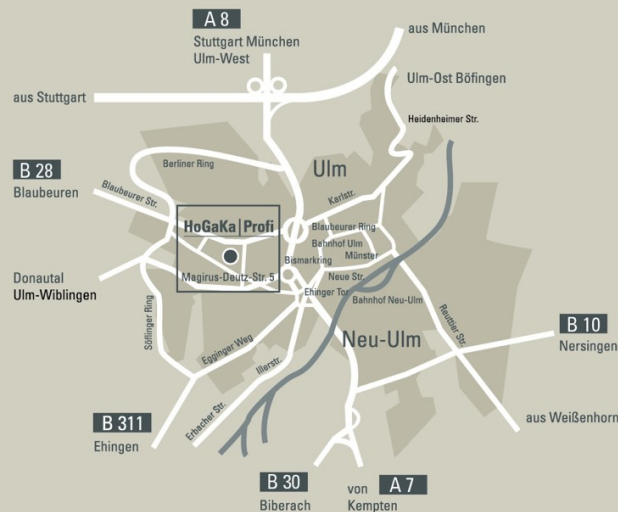 A 8
Stuttgart München
Ulm-West
aus München
Ulm-Ost Böfingen
aus Stuttgart
Heidenheimer Str.
Berliner Ring
Ulm
B 28
Blaubeuren
Blaubeurer Str.
Karlstr.
HoGaKa|Profi
Blaubeurer Ring
Bahnhof Ulm
Münster
Bismarkring
Donautal
Ulm-Wiblingen
Magirus-Deutz-Str. 5
Neue Str.
Ehinger Tor
Bahnhof Neu-Ulm
Söflinger Ring
Reuttier Str.
B 10
Nersingen
Neu-Ulm
Egginger Weg
Illerstr.
Erbacher Str.
aus Weißenhorn
B 311
Ehingen
B 30
Biberach
von A 7
Kempten